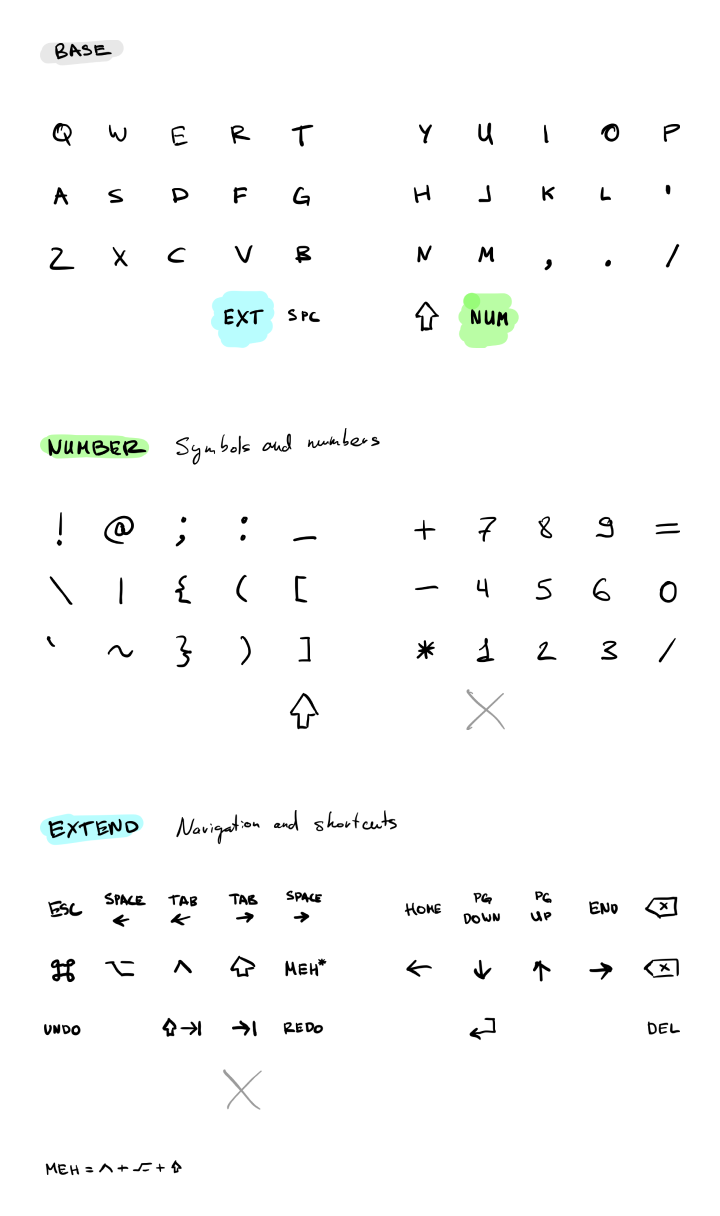 BASE
Q W E R T Y U I O P
A S D F G H J K L '
Z X C V B N M , . /
EXT SPC ⇧ NUM
NUMBER Symbols and numbers
! @ ; : _ + 7 8 9 =
\ | { ( [ - 4 5 6 0
` ~ } ) ] * 1 2 3 /
⇧
EXTEND Navigation and shortcuts
ESC SPACE ← TAB ← TAB → SPACE → HOME PG DOWN PG UP END ⌫
⌘ ⌥ ^ ⇧ MEH* ← ↓ ↑ → ⌫
UNDO ⇧→| →| REDO ↵ DEL
MEH = ^ + ⌥ + ⇧